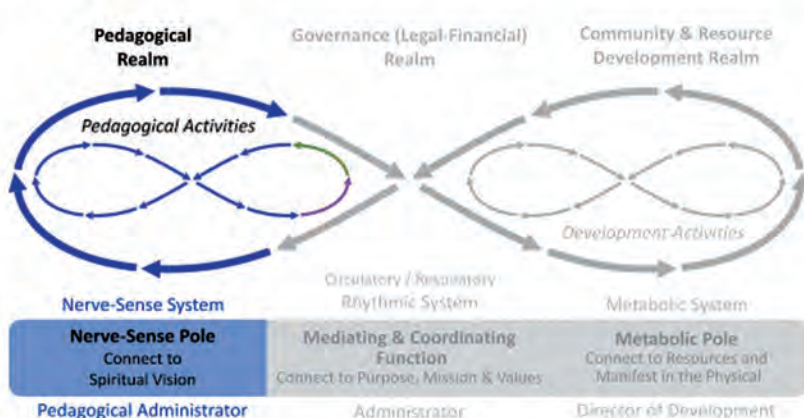 Pedagogical
Realm
Governance (Legal-Financial)
Realm
Community & Resource
Development Realm
Pedagogical Activities
Development Activities
Nerve-Sense System
Circulatory / Respiratory
Rhythmic System
Metabolic System
Nerve-Sense Pole
Connect to
Spiritual Vision
Mediating & Coordinating
Function
Connect to Purpose, Mission & Values
Metabolic Pole
Connect to Resources and
Manifest in the Physical
Pedagogical Administrator
Administrator
Director of Development